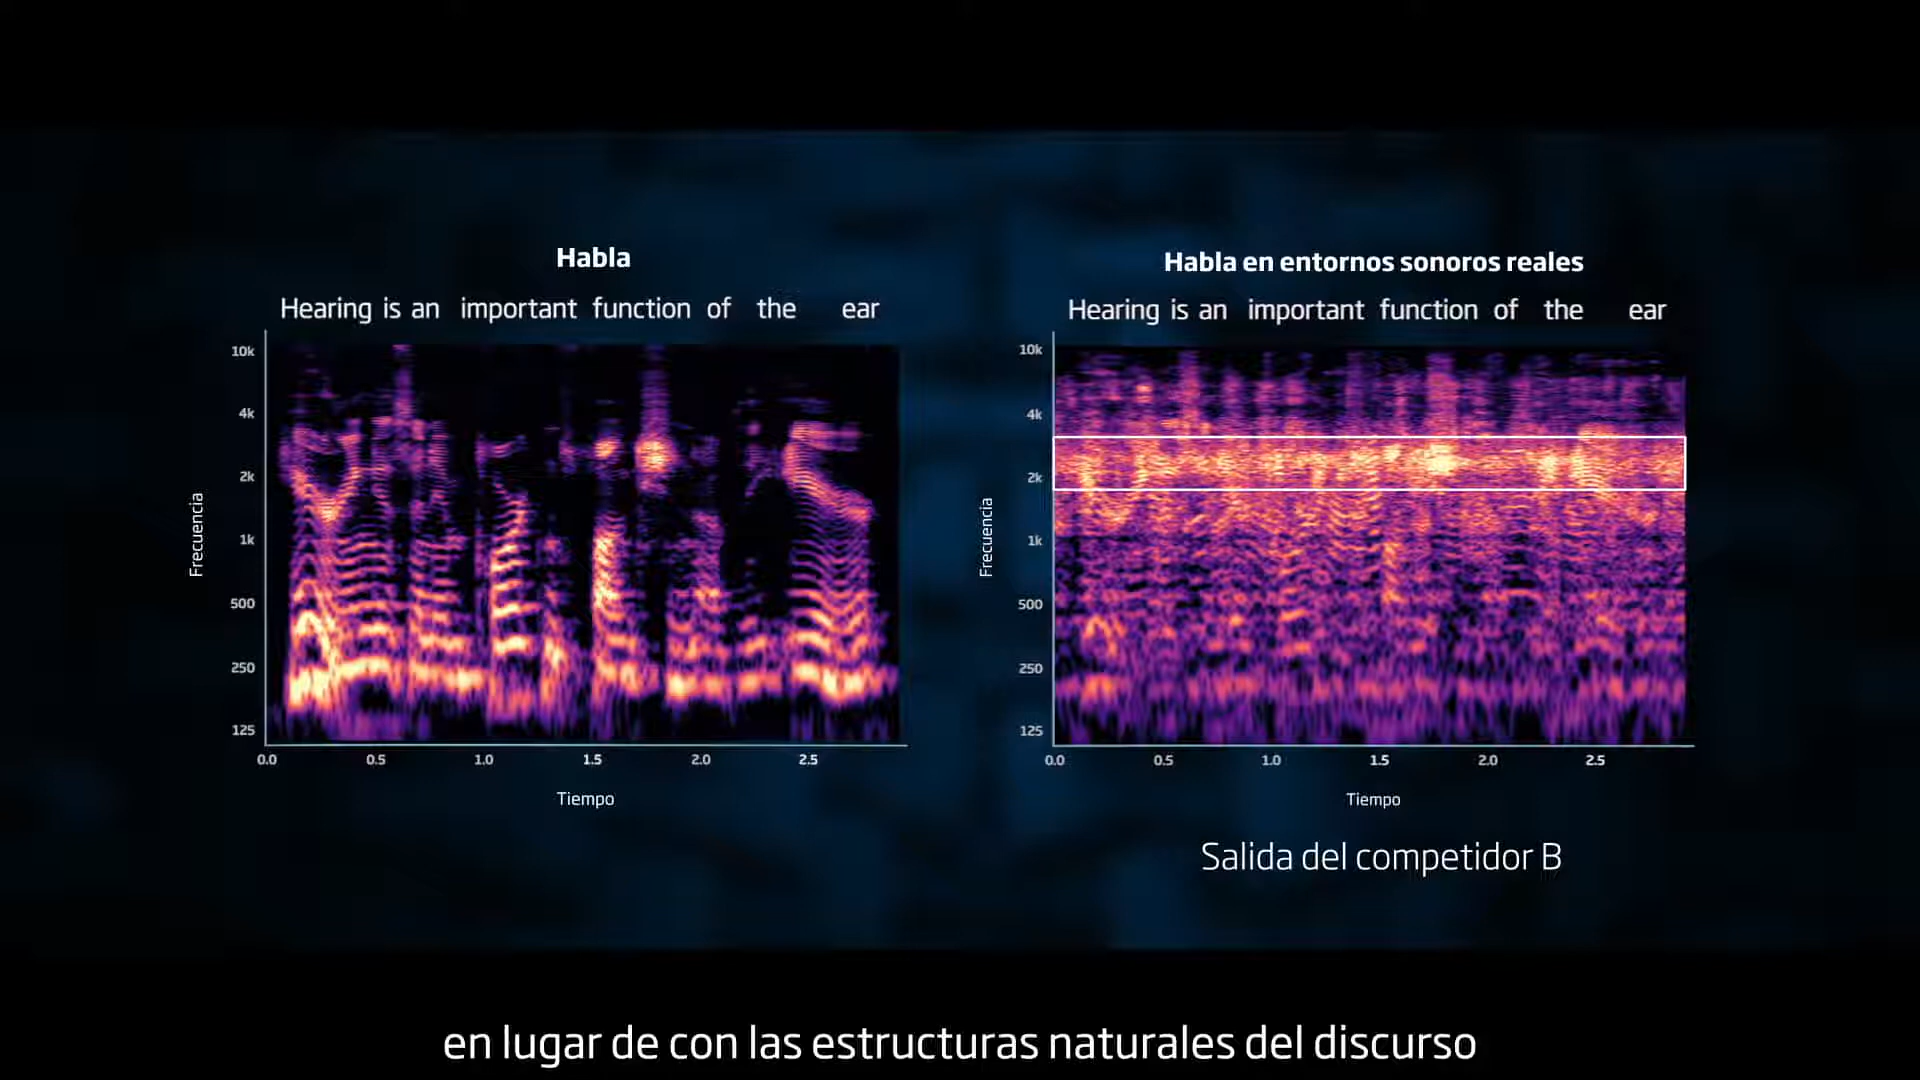 Habla
Hearing is an important function of the ear
10k
4k
2k
1k
500
250
125
Frecuencia
0.0 0.5 1.0 1.5 2.0 2.5
Tiempo
Habla en entornos sonoros reales
Hearing is an important function of the ear
10k
4k
2k
1k
500
250
125
Frecuencia
0.0 0.5 1.0 1.5 2.0 2.5
Tiempo
Salida del competidor B
en lugar de con las estructuras naturales del discurso